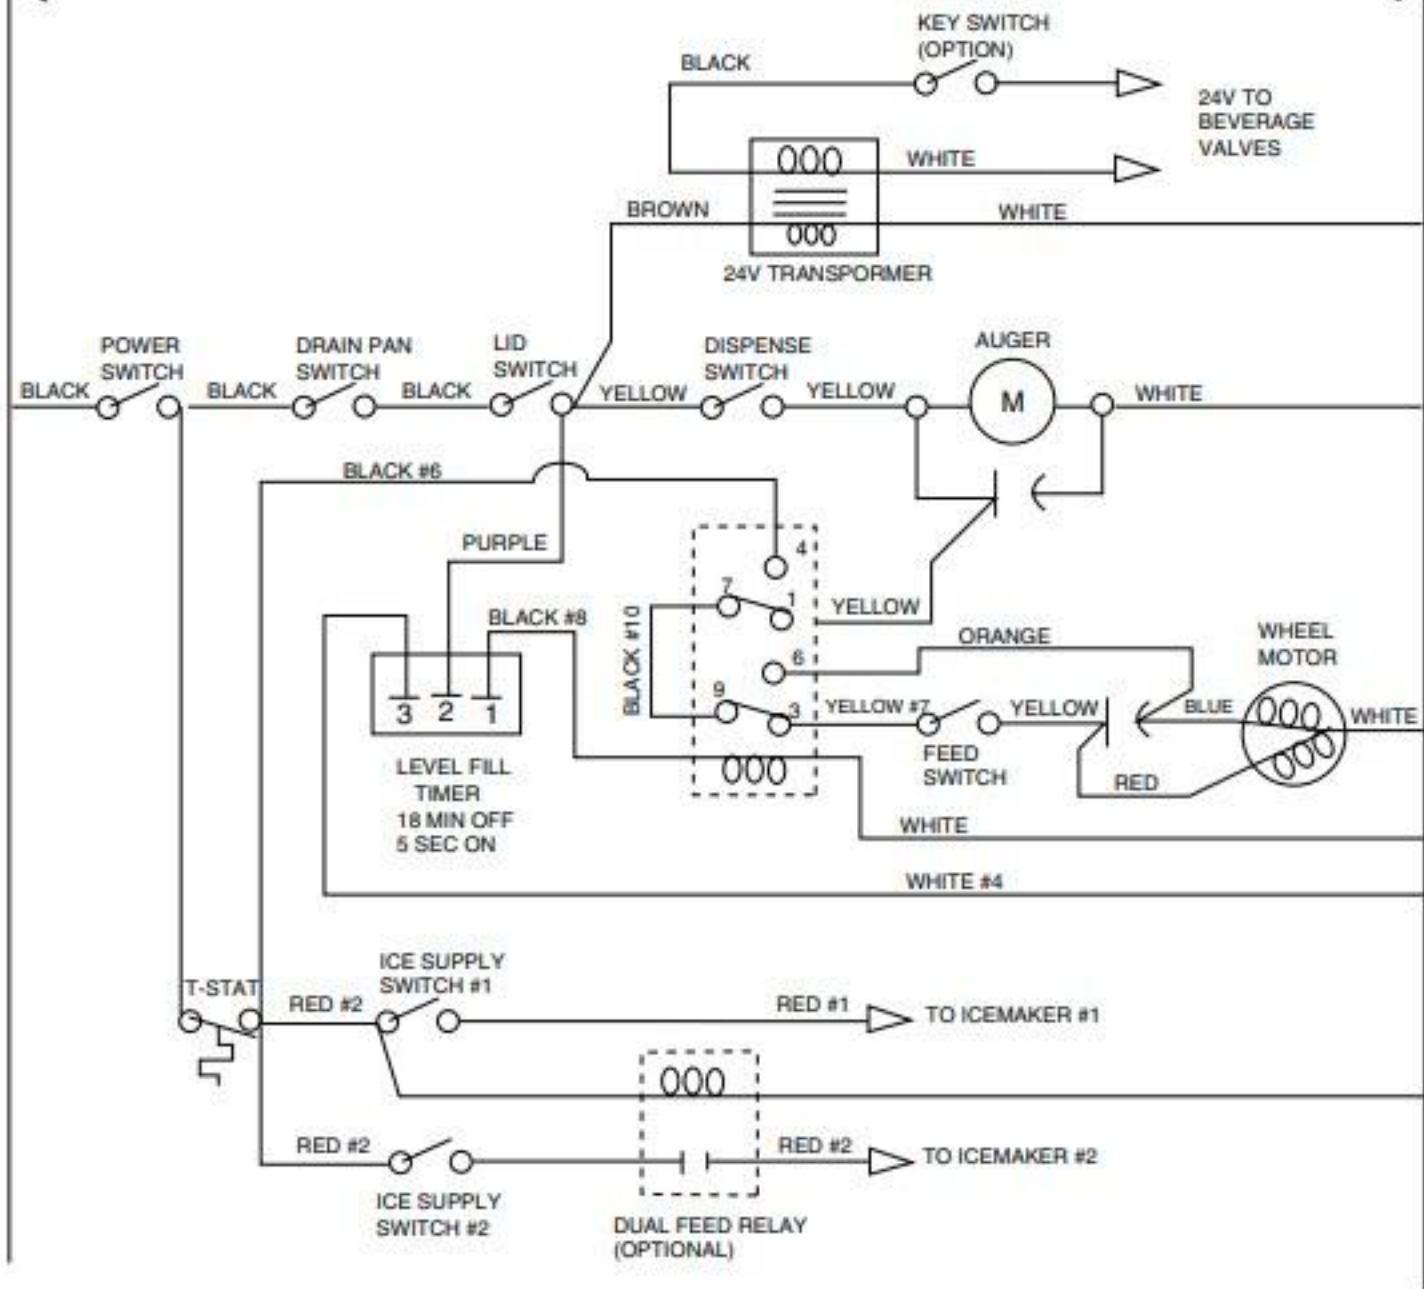 KEY SWITCH
(OPTION)
BLACK
24V TO
BEVERAGE
VALVES
WHITE
BROWN
WHITE
24V TRANSPORMER
POWER
SWITCH
DRAIN PAN
SWITCH
LID
SWITCH
DISPENSE
SWITCH
AUGER
BLACK
BLACK
BLACK
YELLOW
YELLOW
M
WHITE
BLACK #6
PURPLE
4
7
1
BLACK #8
BLACK #10
YELLOW
ORANGE
WHEEL
MOTOR
6
9
3
YELLOW #7
YELLOW
BLUE
WHITE
3 2 1
FEED
SWITCH
RED
LEVEL FILL
TIMER
18 MIN OFF
5 SEC ON
WHITE
WHITE #4
ICE SUPPLY
SWITCH #1
T-STAT
RED #2
RED #1
TO ICEMAKER #1
RED #2
RED #2
TO ICEMAKER #2
ICE SUPPLY
SWITCH #2
DUAL FEED RELAY
(OPTIONAL)